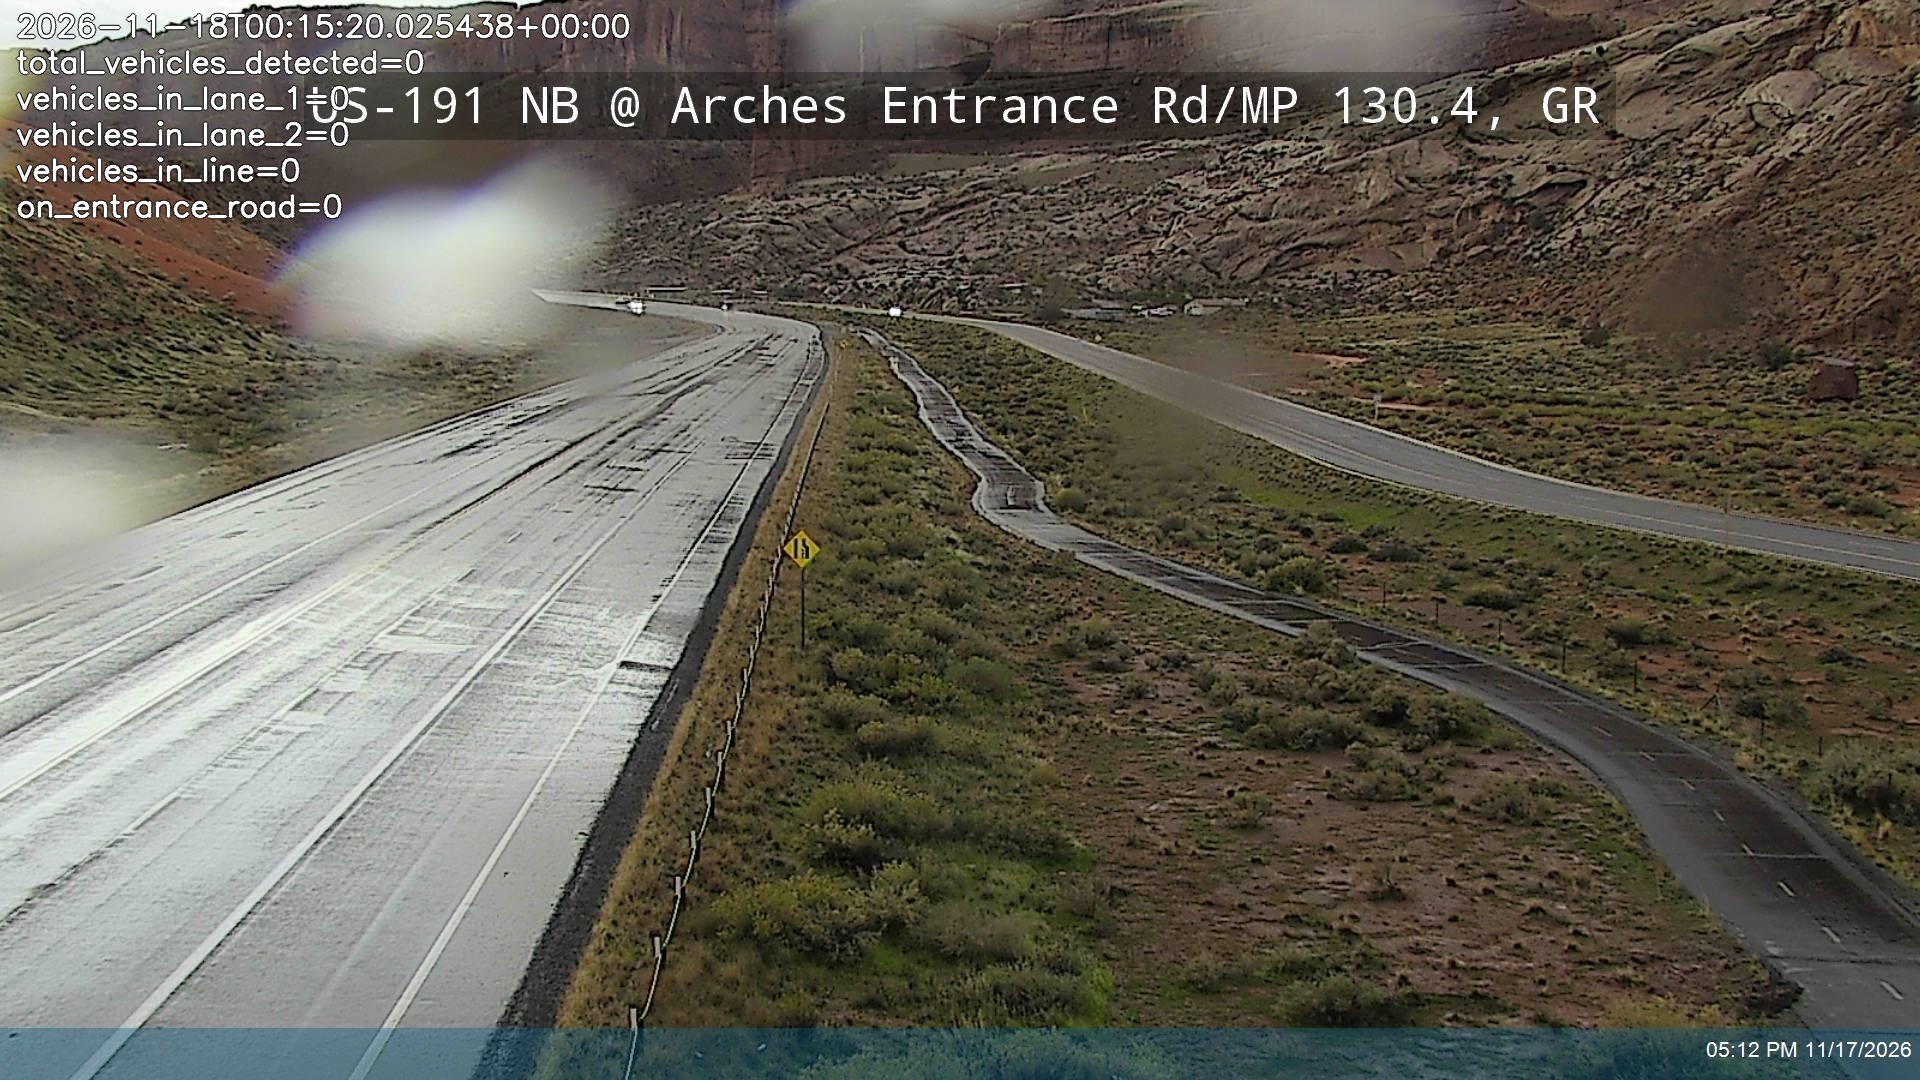 2026-11-18T00:15:20.025438+00:00
total_vehicles_detected=0
vehicles_in_lane_1=0
US-191 NB @ Arches Entrance Rd/MP 130.4, GR
vehicles_in_lane_2=0
vehicles_in_line=0
on_entrance_road=0
05:12 PM 11/17/2026